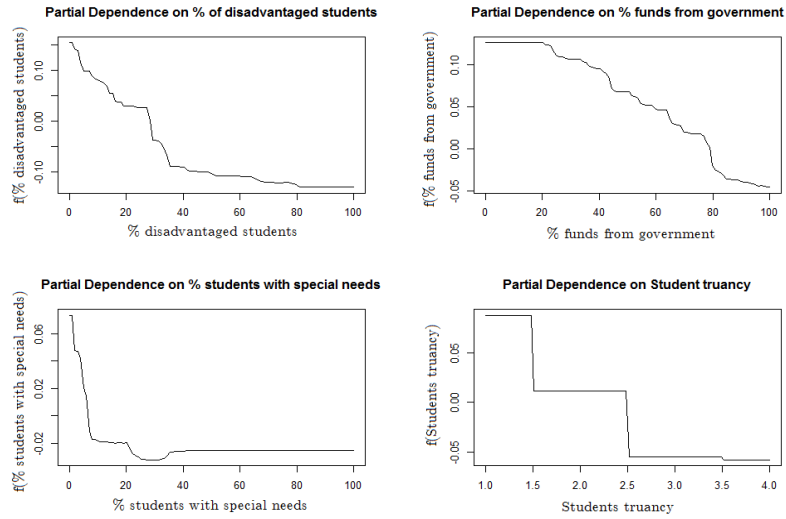 Partial Dependence on % of disadvantaged students
f(% disadvantaged students)
0.10
0.00
-0.10
0 20 40 60 80 100
% disadvantaged students
Partial Dependence on % funds from government
f(% funds from government)
0.10
0.05
0.00
-0.05
0 20 40 60 80 100
% funds from government
Partial Dependence on % students with special needs
f(% students with special needs)
0.06
0.02
-0.02
0 20 40 60 80 100
% students with special needs
Partial Dependence on Student truancy
f(Students truancy)
0.05
0.00
-0.05
1.0 1.5 2.0 2.5 3.0 3.5 4.0
Students truancy